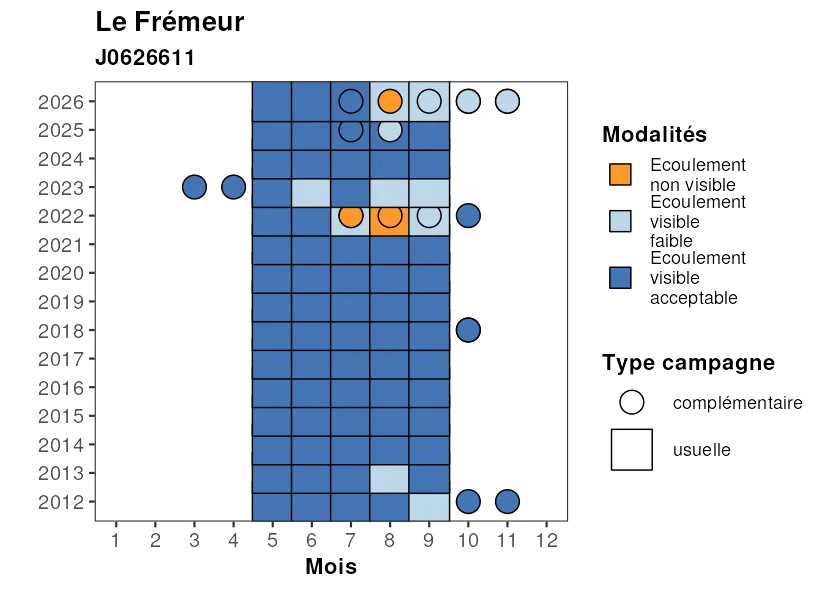 Le Frémeur
J0626611
2026
2025
2024
2023
2022
2021
2020
2019
2018
2017
2016
2015
2014
2013
2012
1 2 3 4 5 6 7 8 9 10 11 12
Mois
Modalités
Ecoulement
non visible
Ecoulement
visible
faible
Ecoulement
visible
acceptable
Type campagne
complémentaire
usuelle